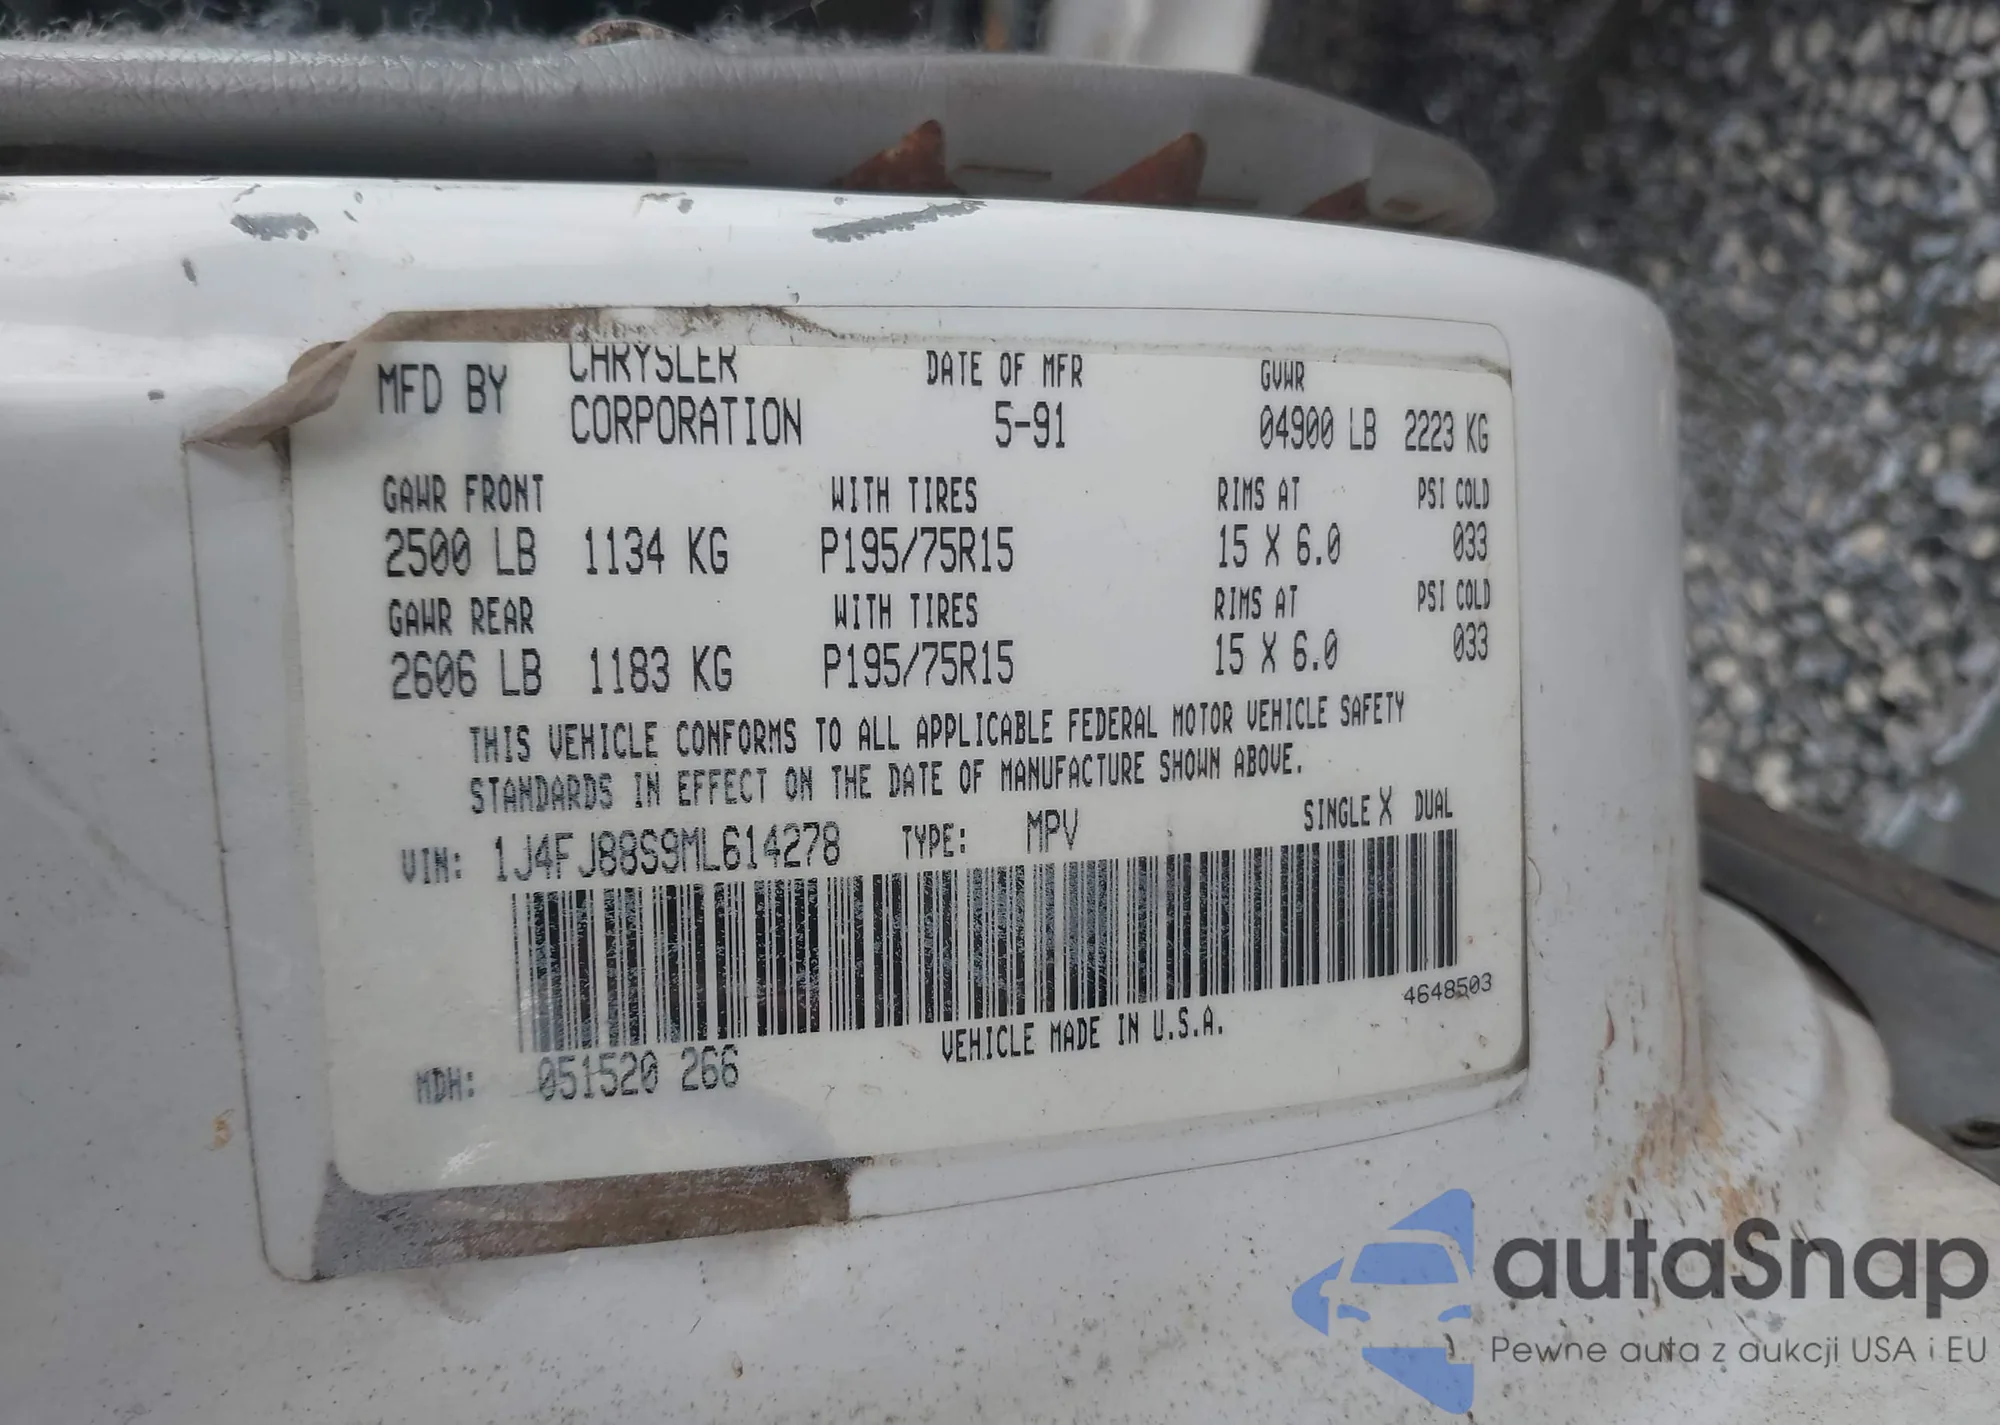 MFD BY CHRYSLER CORPORATION DATE OF MFR 5-91 GVWR 04900 LB 2223 KG
GAWR FRONT WITH TIRES RIMS AT PSI COLD
2500 LB 1134 KG P195/75R15 15 X 6.0 033
GAWR REAR WITH TIRES RIMS AT PSI COLD
2606 LB 1183 KG P195/75R15 15 X 6.0 033
THIS VEHICLE CONFORMS TO ALL APPLICABLE FEDERAL MOTOR VEHICLE SAFETY
STANDARDS IN EFFECT ON THE DATE OF MANUFACTURE SHOWN ABOVE.
VIN: 1J4FJ88S9ML614278 TYPE: MPV SINGLE X DUAL
4648503
MDH: 051520 266 VEHICLE MADE IN U.S.A.
autaSnap
Pewne auta z aukcji USA i EU